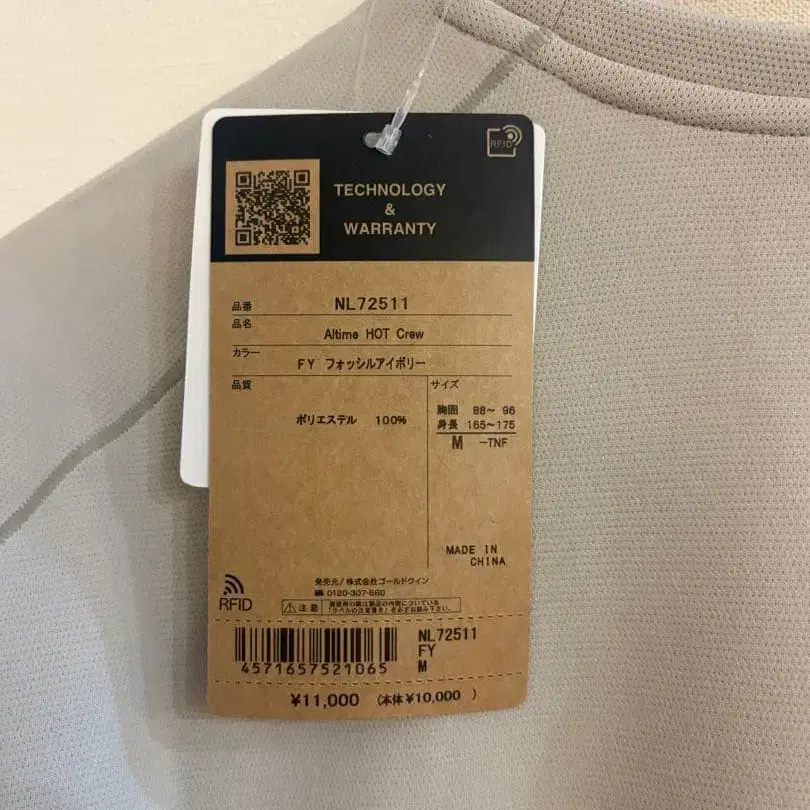 RFID
TECHNOLOGY
&
WARRANTY
品番 NL72511
品名 Altime HOT Crew
カラー FY フォッシルアイボリー
品質 サイズ
ポリエステル 100%
胸囲 88~ 96
身長 165~175
M -TNF
MADE IN
CHINA
発売元/株式会社ゴールドウイン
☎ 0120-307-560
RFID
注意
4571657521065
NL72511
FY
M
¥11,000 (本体¥10,000 )